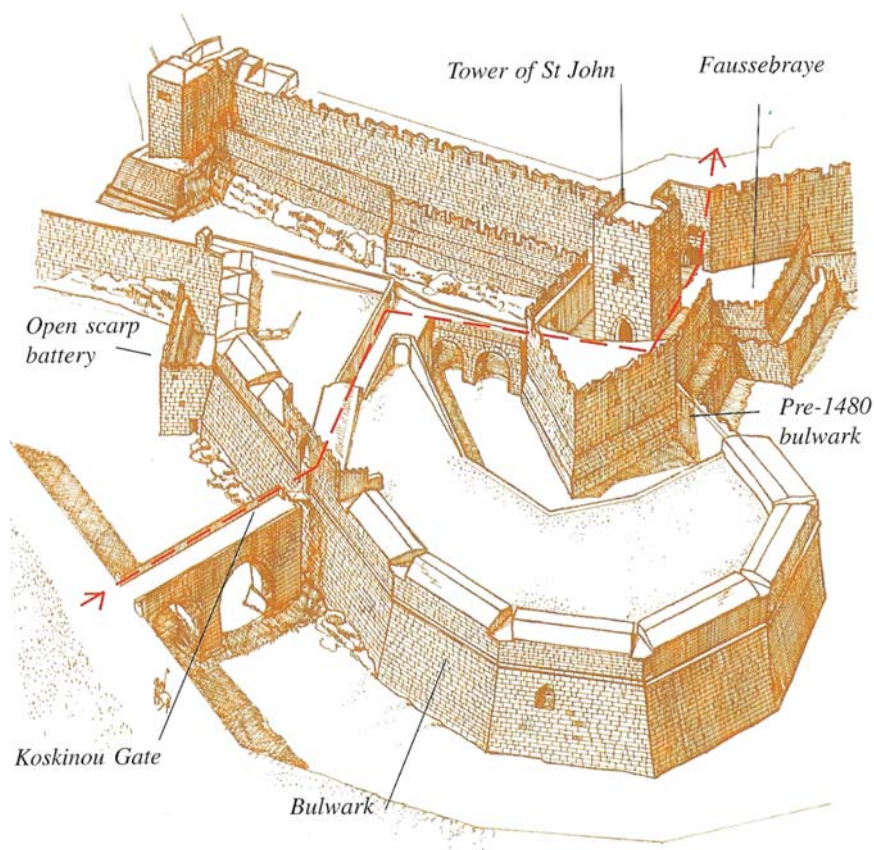 Tower of St John
Faussebraye
Open scarp
battery
Pre-1480
bulwark
Koskinou Gate
Bulwark